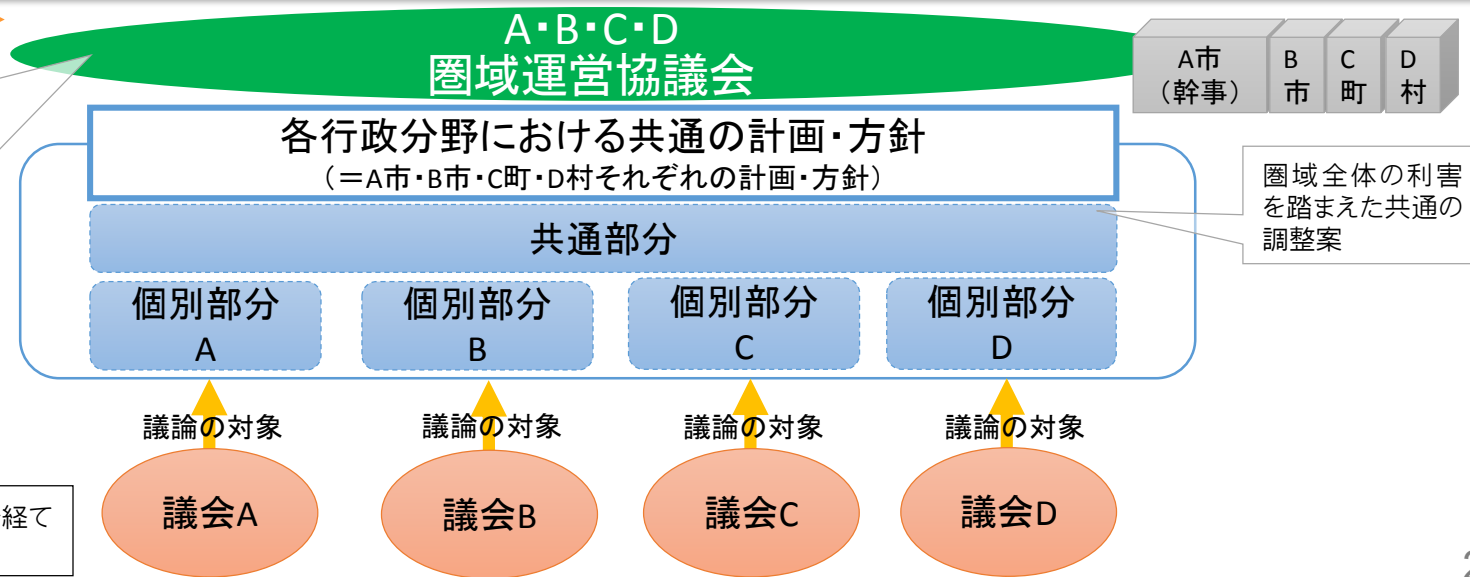 A・B・C・D
圏域運営協議会
A市
（幹事）
B
市
C
町
D
村
各行政分野における共通の計画・方針
（＝A市・B市・C町・D村それぞれの計画・方針）
圏域全体の利害
を踏まえた共通の
調整案
共通部分
個別部分
A
個別部分
B
個別部分
C
個別部分
D
議論の対象
議論の対象
議論の対象
議論の対象
議会A
議会B
議会C
議会D
経て